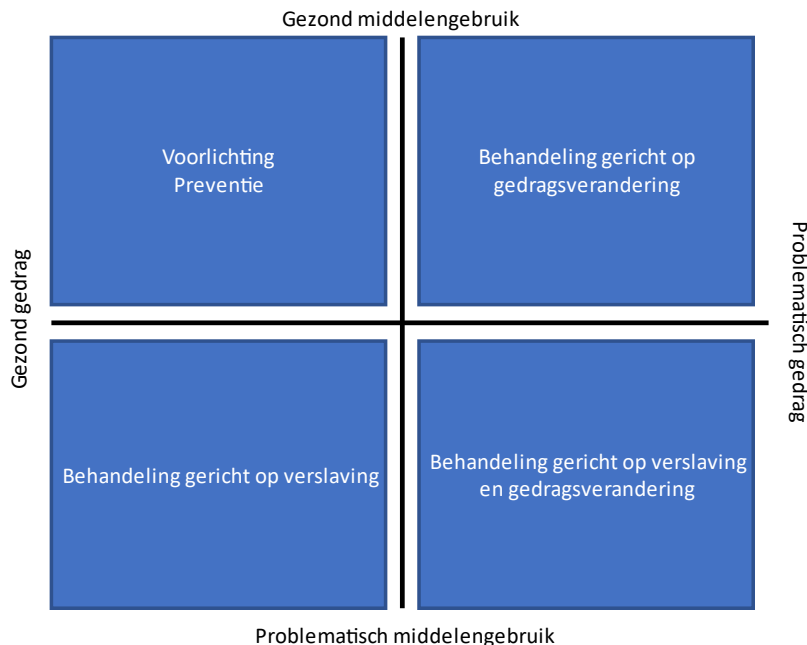 Gezond middelengebruik
Voorlichting
Preventie
Behandeling gericht op
gedragsverandering
Gezond gedrag
Problematisch gedrag
Behandeling gericht op verslaving
Behandeling gericht op verslaving
en gedragsverandering
Problematisch middelengebruik